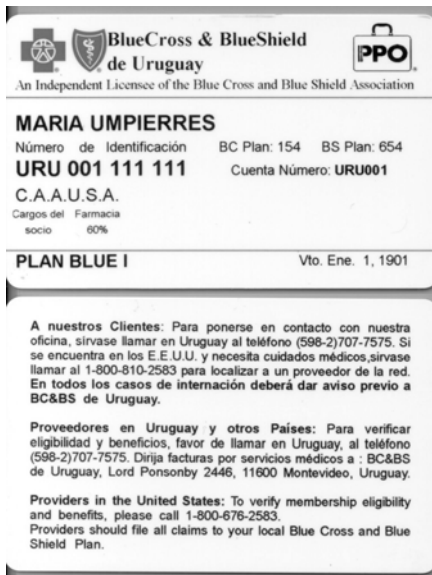 BlueCross & BlueShield
de Uruguay
PPO
An Independent Licensee of the Blue Cross and Blue Shield Association
MARIA UMPIERRES
Número de Identificación BC Plan: 154 BS Plan: 654
URU 001 111 111 Cuenta Número: URU001
C.A.A.U.S.A.
Cargos del Farmacia
socio 60%
PLAN BLUE I Vto. Ene. 1, 1901
A nuestros Clientes: Para ponerse en contacto con nuestra
oficina, sirvase llamar en Uruguay al teléfono (598-2)707-7575. Si
se encuentra en los E.E.U.U. y necesita cuidados médicos,sirvase
llamar al 1-800-810-2583 para localizar a un proveedor de la red.
En todos los casos de internación deberá dar aviso previo a
BC&BS de Uruguay.
Proveedores en Uruguay y otros Países: Para verificar
eligibilidad y beneficios, favor de llamar en Uruguay, al teléfono
(598-2)707-7575. Dirija facturas por servicios médicos a : BC&BS
de Uruguay, Lord Ponsonby 2446, 11600 Montevideo, Uruguay.
Providers in the United States: To verify membership eligibility
and benefits, please call 1-800-676-2583.
Providers should file all claims to your local Blue Cross and Blue
Shield Plan.